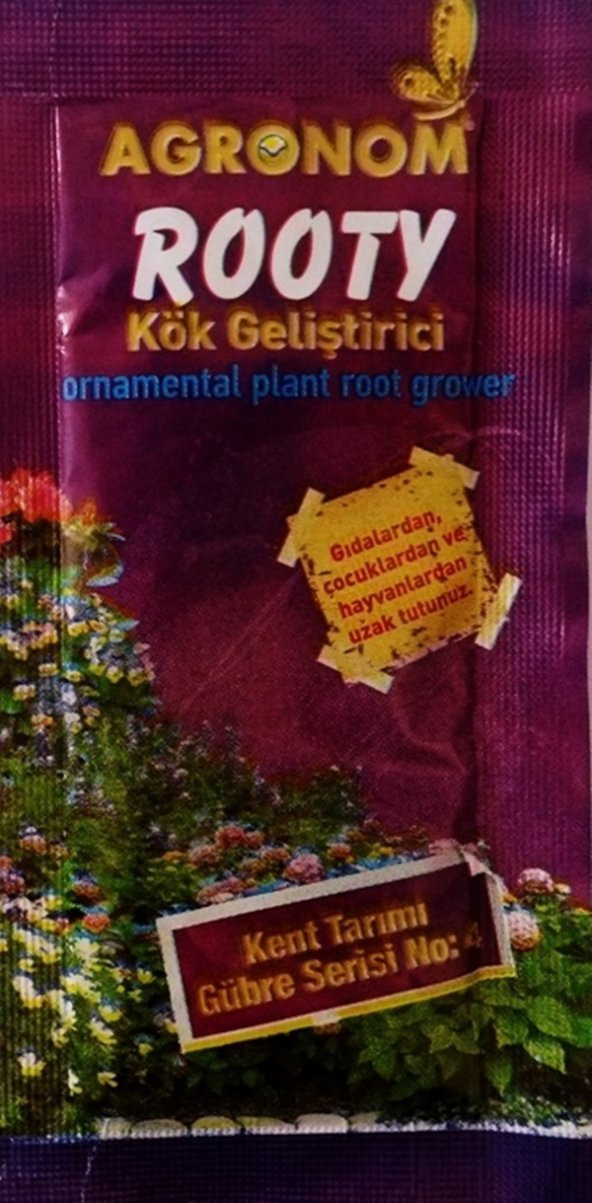 AGRONOM®
ROOTY
Kök Geliştirici
ornamental plant root grower
Gıdalardan,
çocuklardan ve
hayvanlardan
uzak tutunuz.
Kent Tarımı
Gübre Serisi No: 4